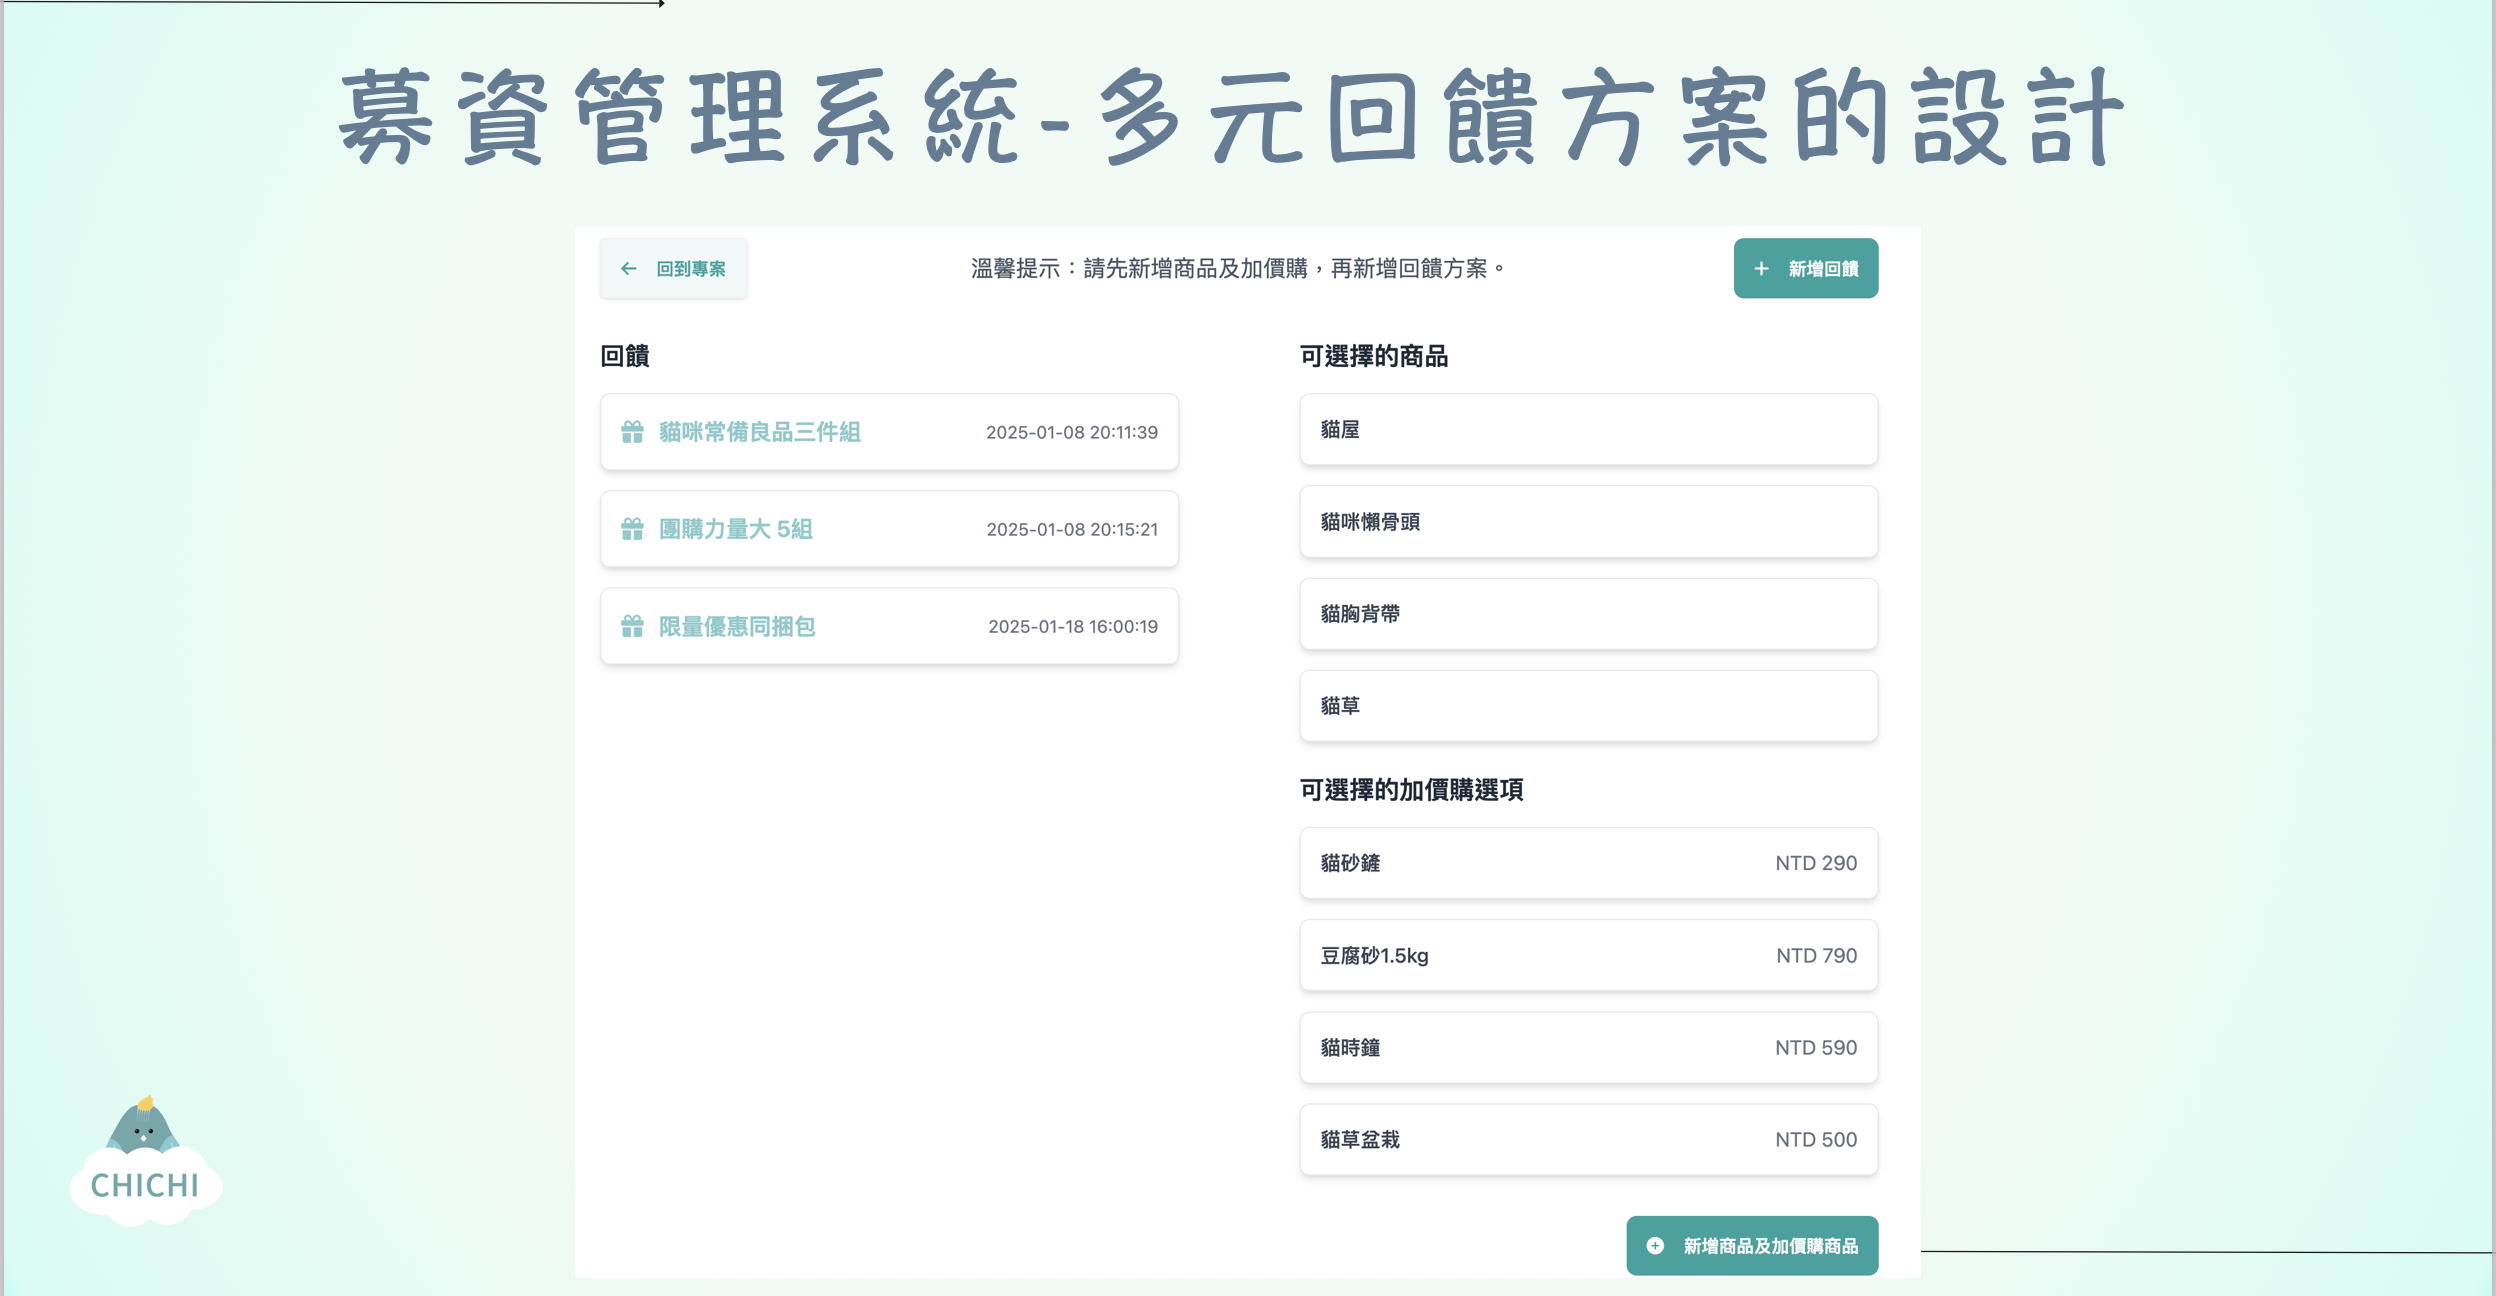 募資管理系統-多元回饋方案的設計
回到專案
溫馨提示：請先新增商品及加價購，再新增回饋方案。
新增回饋
回饋
貓咪常備良品三件組 2025-01-08 20:11:39
團購力量大 5組 2025-01-08 20:15:21
限量優惠同捆包 2025-01-18 16:00:19
可選擇的商品
貓屋
貓咪懶骨頭
貓胸背帶
貓草
可選擇的加價購選項
貓砂鏟 NTD 290
豆腐砂1.5kg NTD 790
貓時鐘 NTD 590
貓草盆栽 NTD 500
新增商品及加價購商品
CHICHI